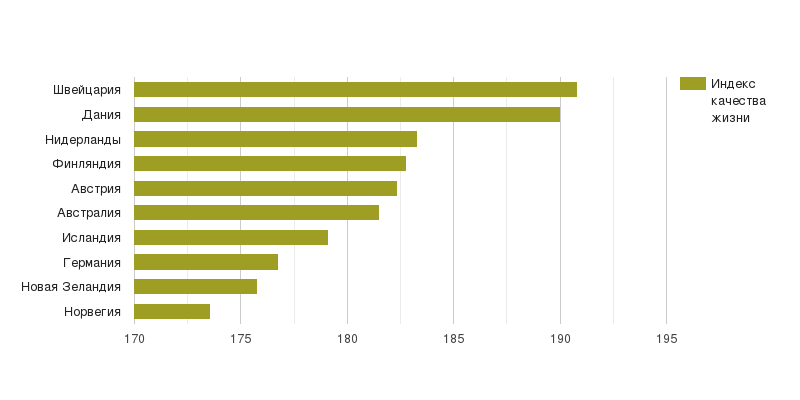 Швейцария
Дания
Нидерланды
Финляндия
Австрия
Австралия
Исландия
Германия
Новая Зеландия
Норвегия
170 175 180 185 190 195
Индекс
качества
жизни